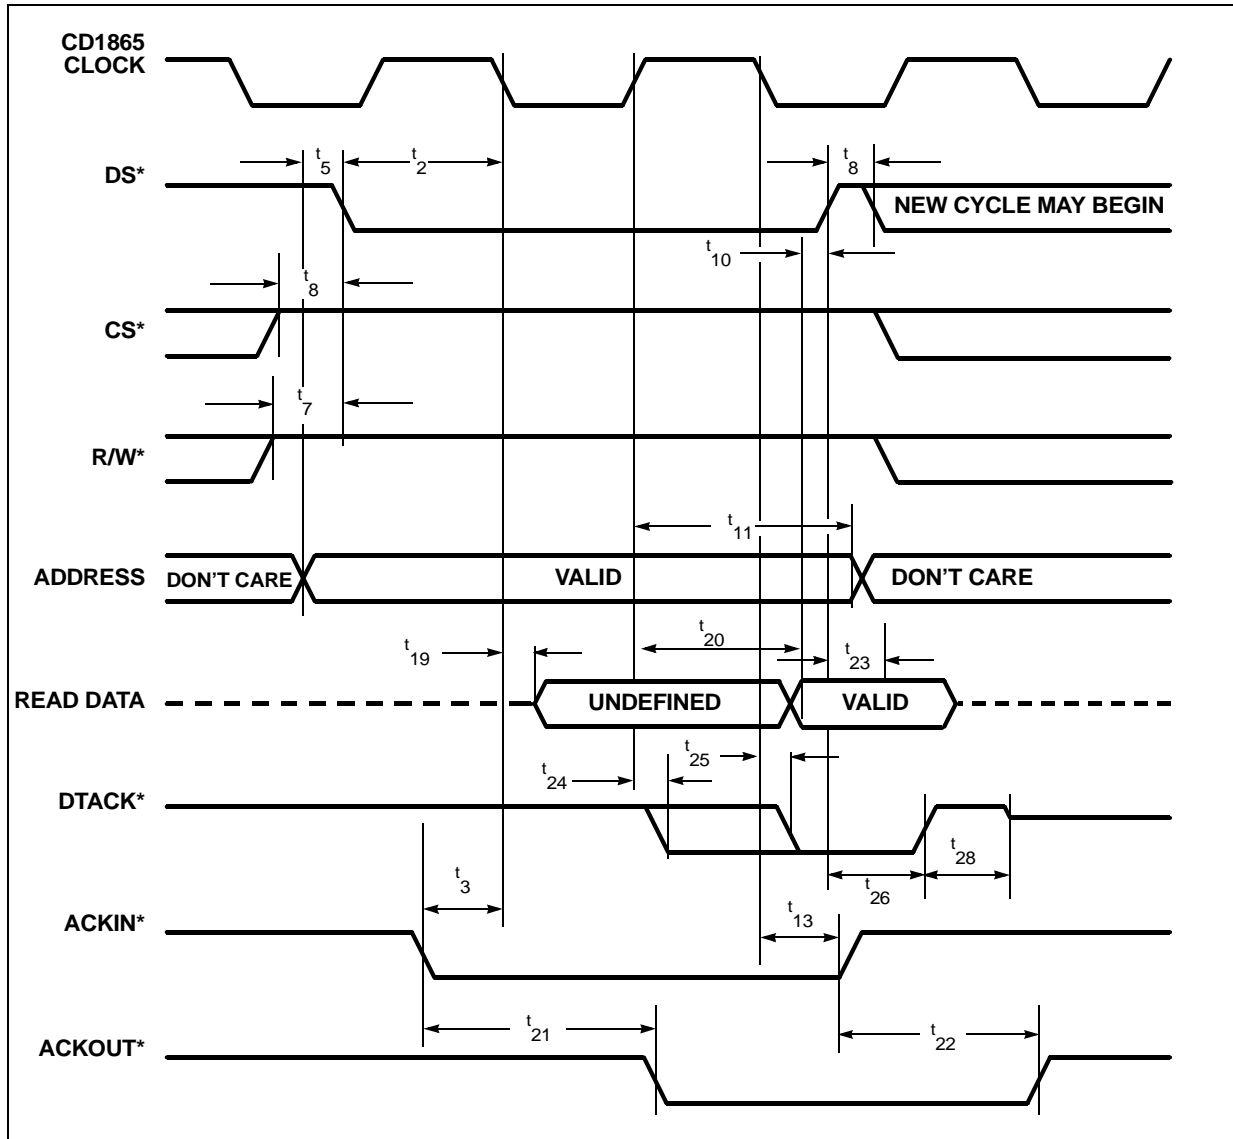 CD1865
CLOCK
t5
t2
t8
DS*
NEW CYCLE MAY BEGIN
t10
t8
CS*
t7
R/W*
t11
ADDRESS
DON'T CARE
VALID
DON'T CARE
t20
t19
t23
READ DATA
UNDEFINED
VALID
t25
t24
DTACK*
t28
t3
t26
ACKIN*
t13
t21
t22
ACKOUT*